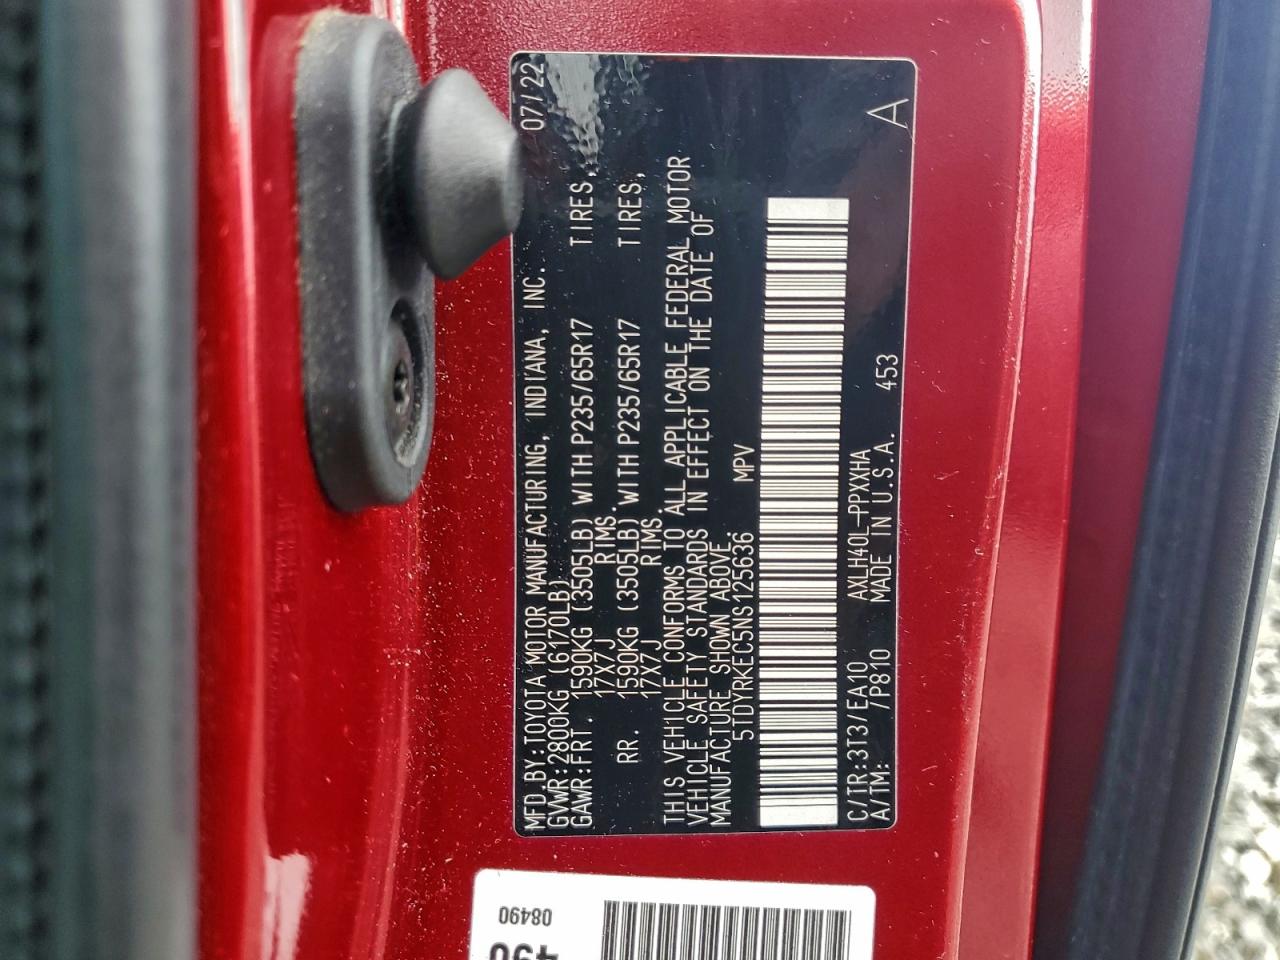 MFD.BY:TOYOTA MOTOR MANUFACTURING, INDIANA, INC. 07/22
GVWR:2800KG (6170LB)
GAWR:FRT. 1590KG (3505LB) WITH P235/65R17 TIRES,
17X7J RIMS.
RR. 1590KG (3505LB) WITH P235/65R17 TIRES,
17X7J RIMS.
THIS VEHICLE CONFORMS TO ALL APPLICABLE FEDERAL MOTOR
VEHICLE SAFETY STANDARDS IN EFFECT ON THE DATE OF
MANUFACTURE SHOWN ABOVE
5TDYRKEC5NS125636 MPV
C/TR:3T3/EA10 AXLH40L-PPXXHA
A/TM: /P810 MADE IN U.S.A. 453 A
08490
490